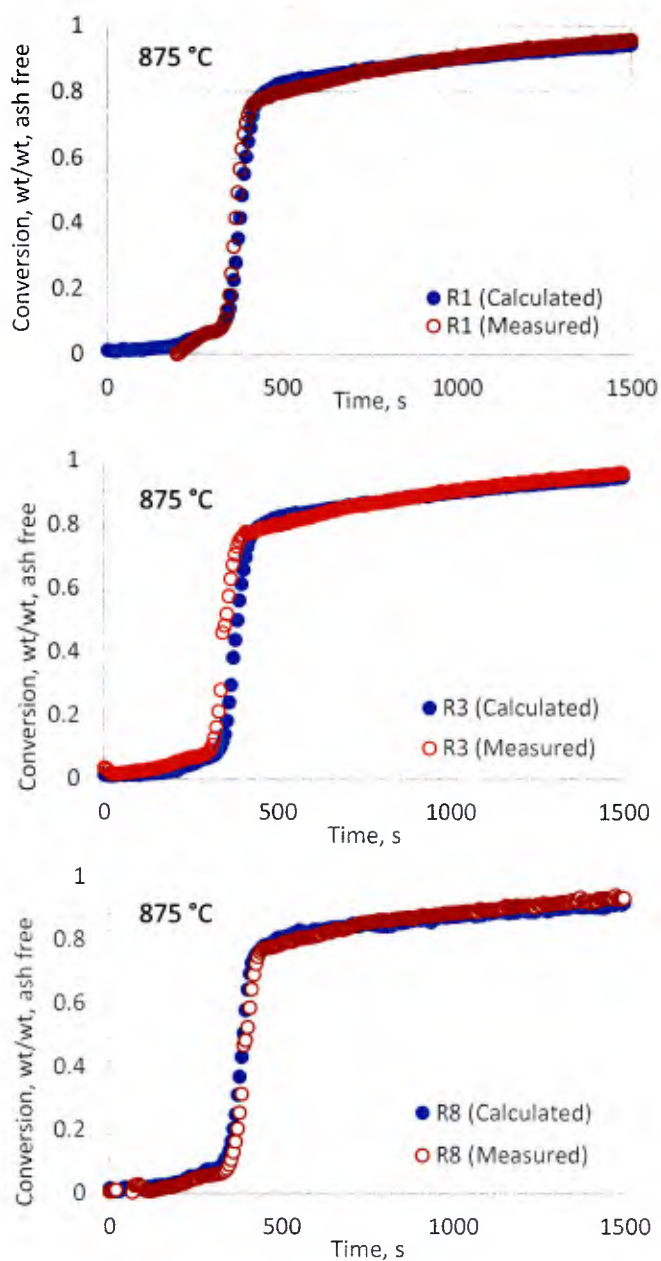 1
875 °C
0.8
0.6
0.4
0.2
0
Conversion, wt/wt, ash free
R1 (Calculated)
R1 (Measured)
0 500 1000 1500
Time, s
1
875 °C
0.8
0.6
0.4
0.2
0
Conversion, wt/wt, ash free
R3 (Calculated)
R3 (Measured)
0 500 1000 1500
Time, s
1
875 °C
0.8
0.6
0.4
0.2
0
Conversion, wt/wt, ash free
R8 (Calculated)
R8 (Measured)
0 500 1000 1500
Time, s